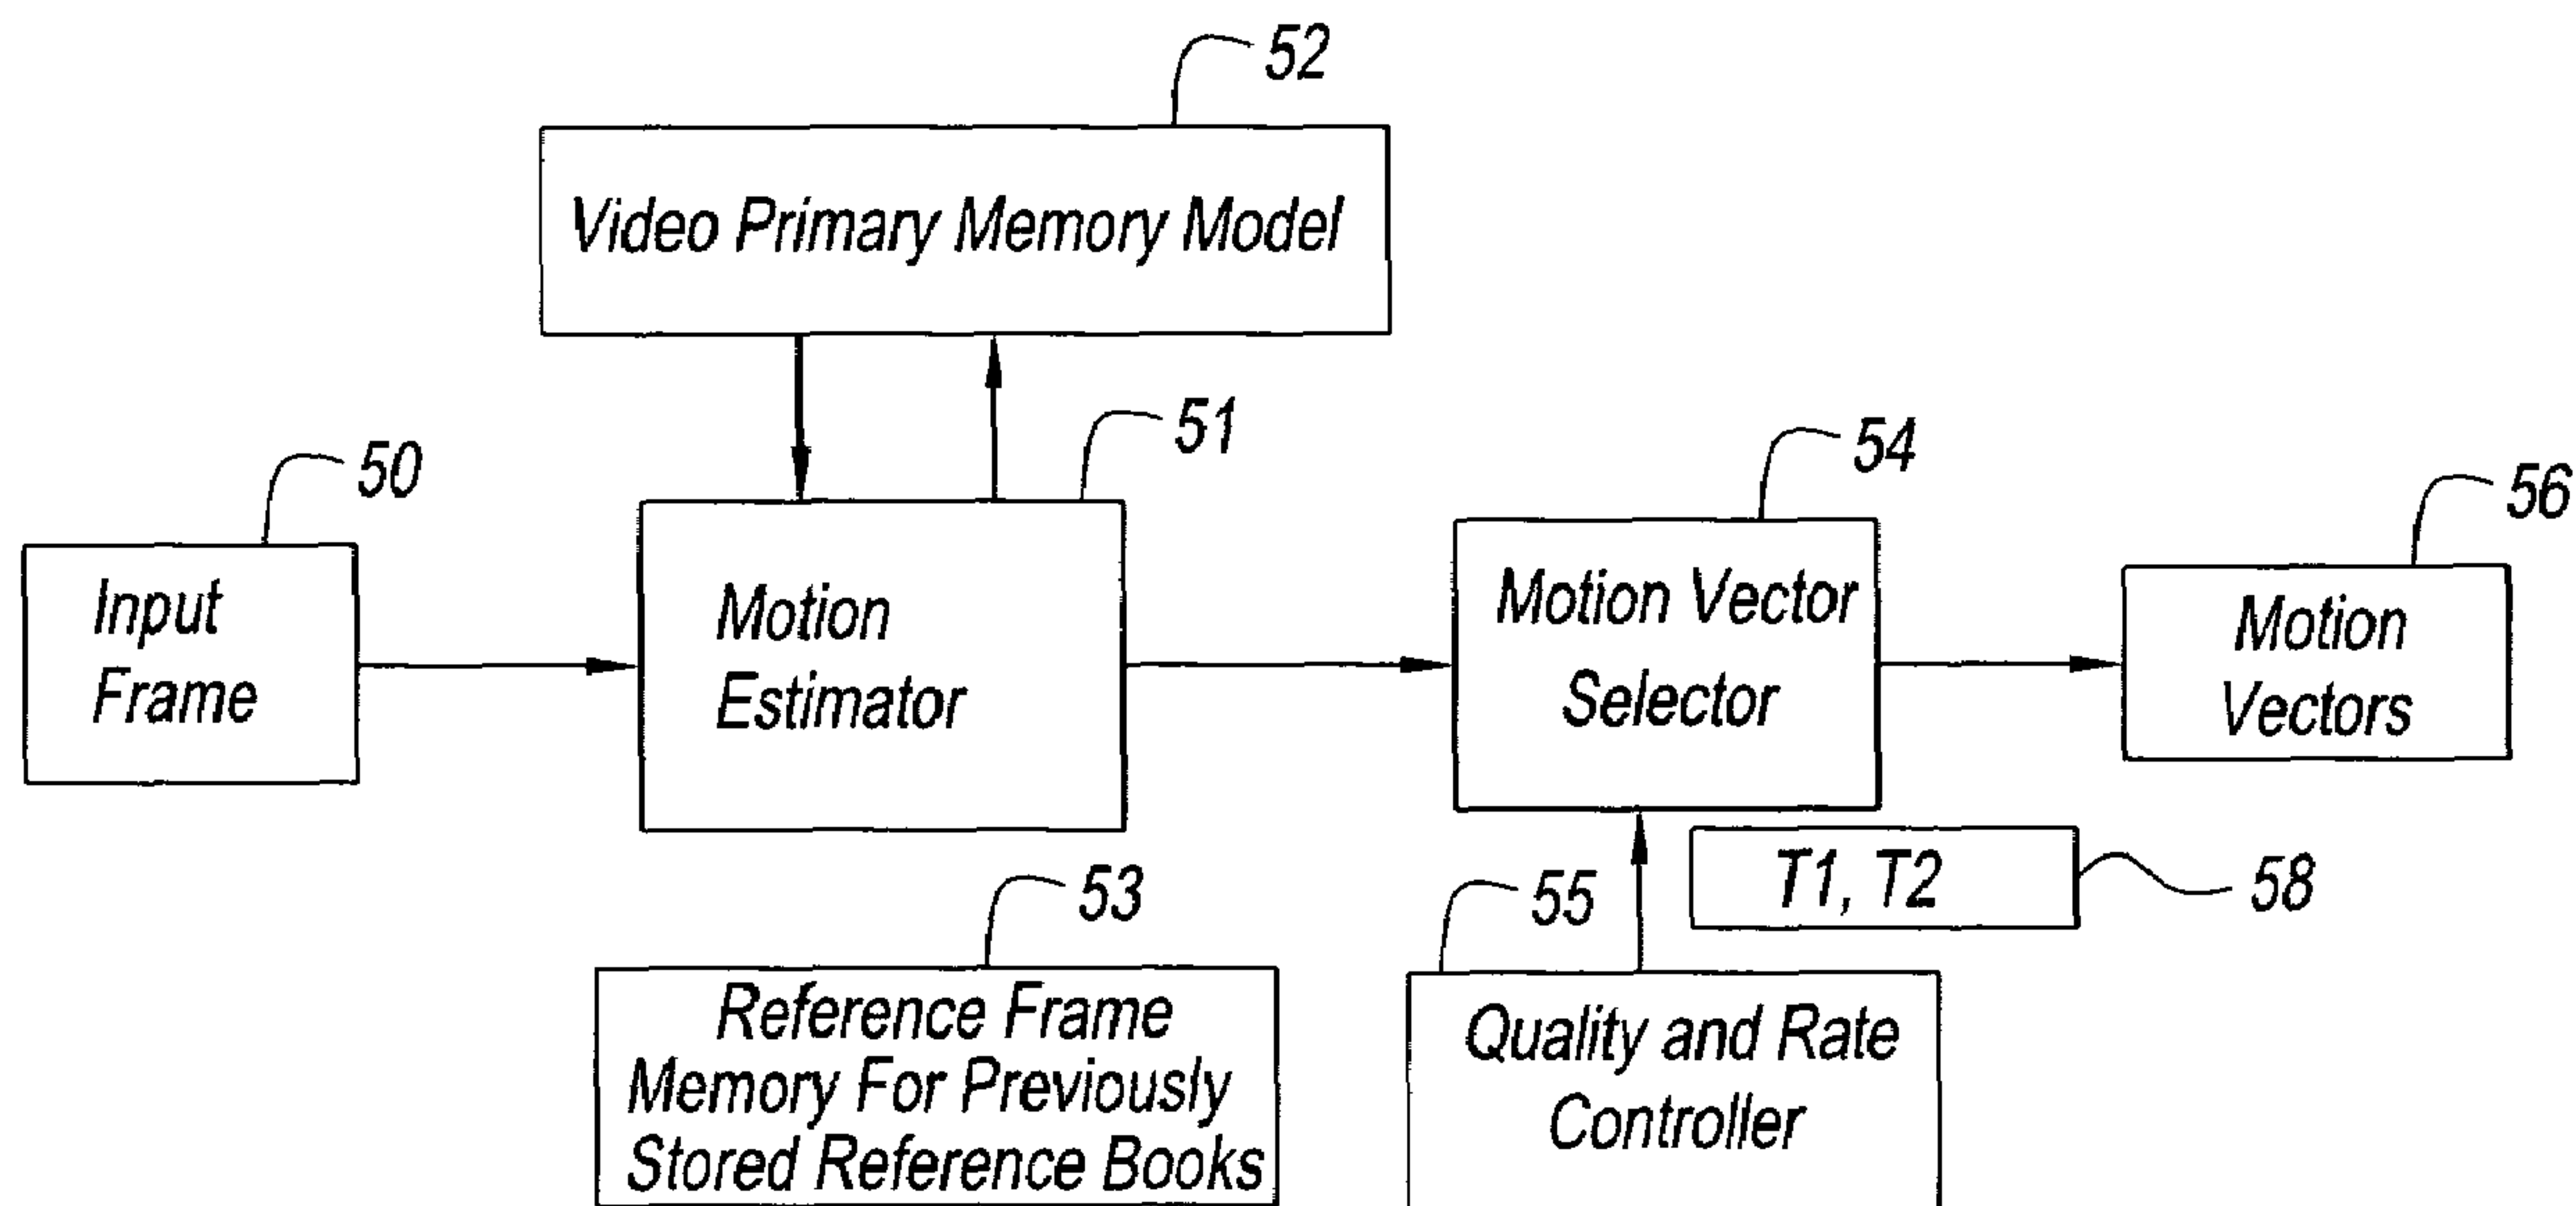 52
Video Primary Memory Model
50
Input
Frame
51
Motion
Estimator
54
Motion Vector
Selector
56
Motion
Vectors
53
Reference Frame
Memory For Previously
Stored Reference Books
55
Quality and Rate
Controller
T1, T2
58